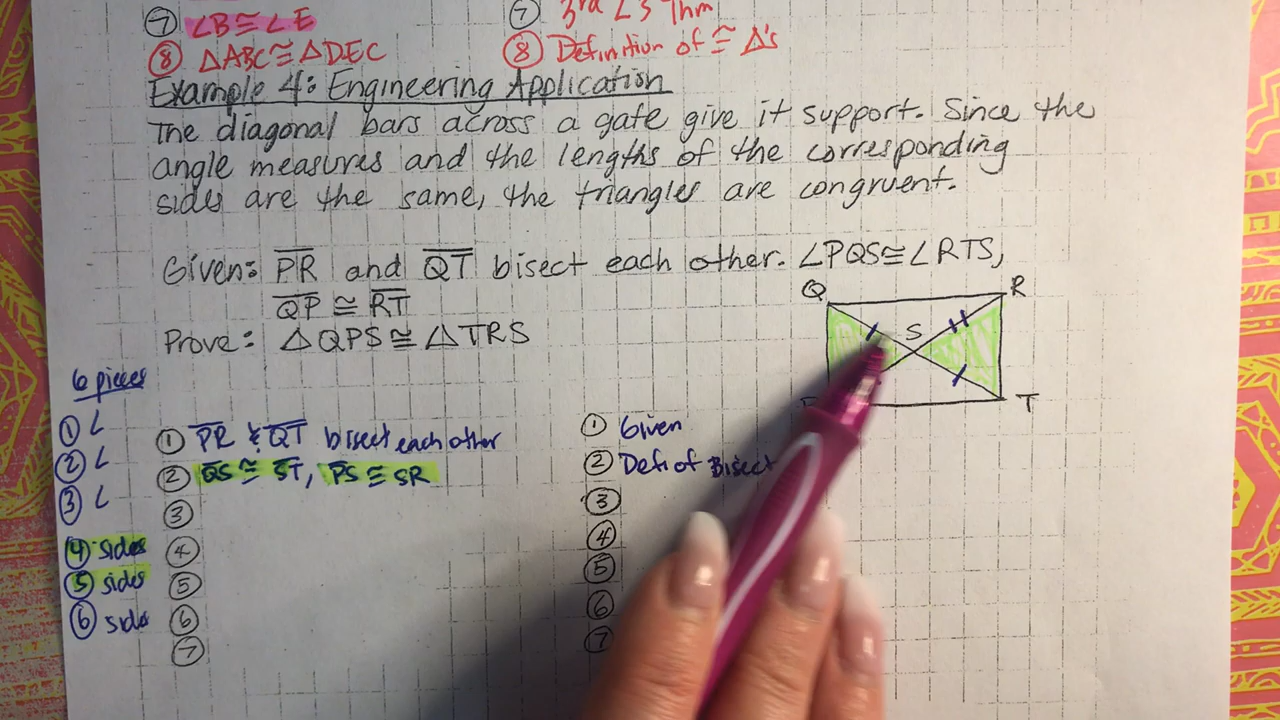 ⑦ ∠B≅∠E
⑦ 3rd ∠'s Thm
⑧ △ABC≅△DEC
⑧ Definition of ≅ △'s
Example 4: Engineering Application
The diagonal bars across a gate give it support. Since the
angle measures and the lengths of the corresponding
sides are the same, the triangles are congruent.
Given: PR and QT bisect each other. ∠PQS≅∠RTS,
QP ≅ RT
Prove: △QPS≅△TRS
Q
R
S
T
6 pieces
① ∠
② ∠
③ ∠
④ sides
⑤ sides
⑥ side
① PR & QT bisect each other
② QS ≅ ST, PS ≅ SR
③
④
⑤
⑥
⑦
① Given
② Def. of Bisect
③
④
⑤
⑥
⑦